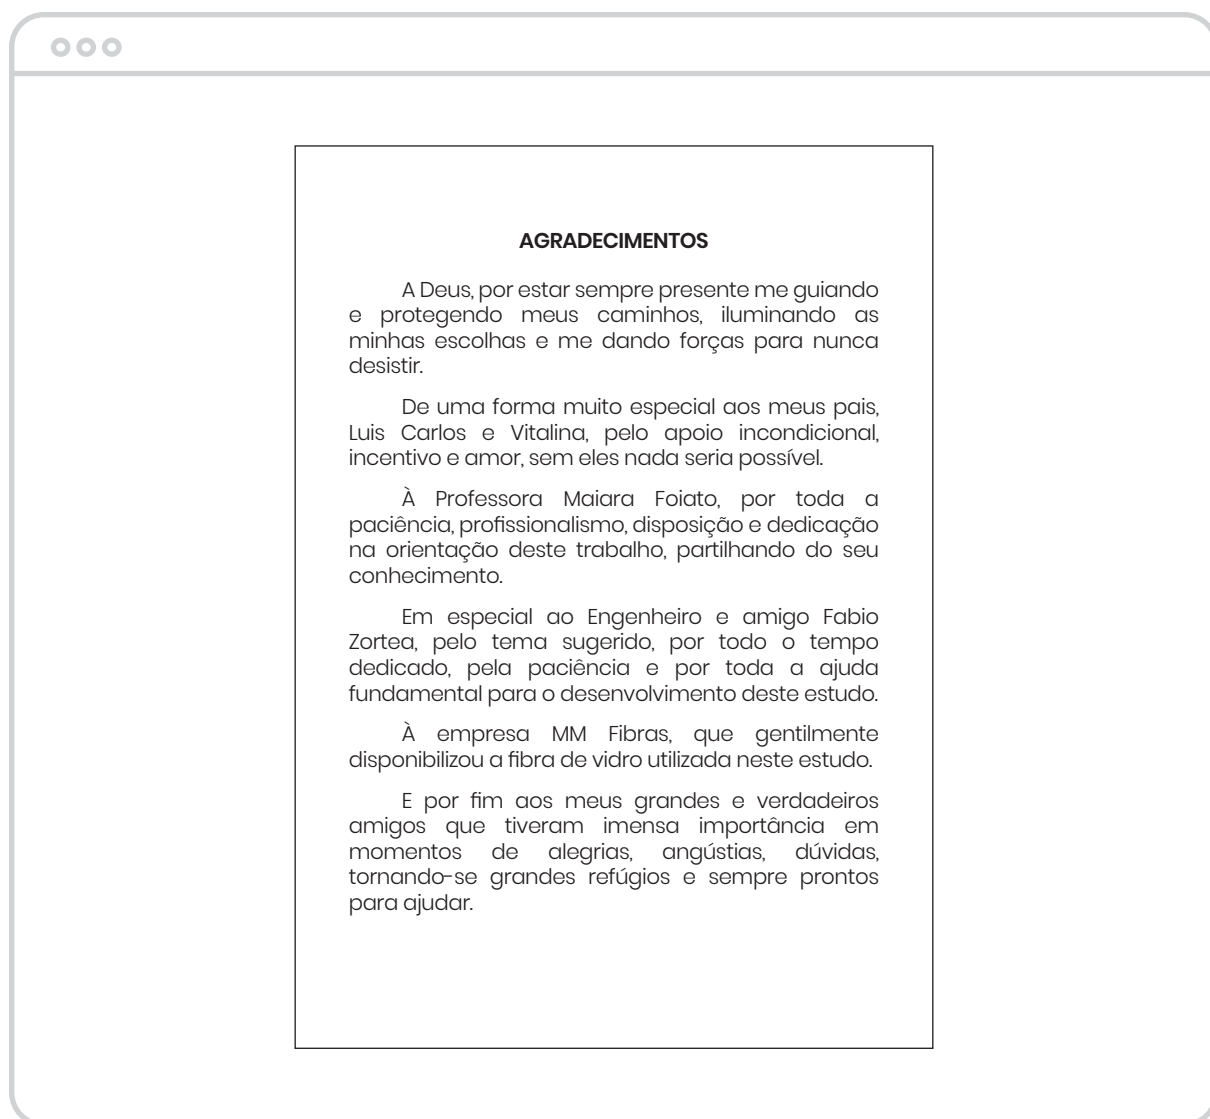 AGRADECIMENTOS
A Deus, por estar sempre presente me guiando
e protegendo meus caminhos, iluminando as
minhas escolhas e me dando forças para nunca
desistir.
De uma forma muito especial aos meus pais,
Luis Carlos e Vitalina, pelo apoio incondicional,
incentivo e amor, sem eles nada seria possível.
À Professora Maiara Foiato, por toda a
paciência, profissionalismo, disposição e dedicação
na orientação deste trabalho, partilhando do seu
conhecimento.
Em especial ao Engenheiro e amigo Fabio
Zortea, pelo tema sugerido, por todo o tempo
dedicado, pela paciência e por toda a ajuda
fundamental para o desenvolvimento deste estudo.
À empresa MM Fibras, que gentilmente
disponibilizou a fibra de vidro utilizada neste estudo.
E por fim aos meus grandes e verdadeiros
amigos que tiveram imensa importância em
momentos de alegrias, angústias, dúvidas,
tornando-se grandes refúgios e sempre prontos
para ajudar.